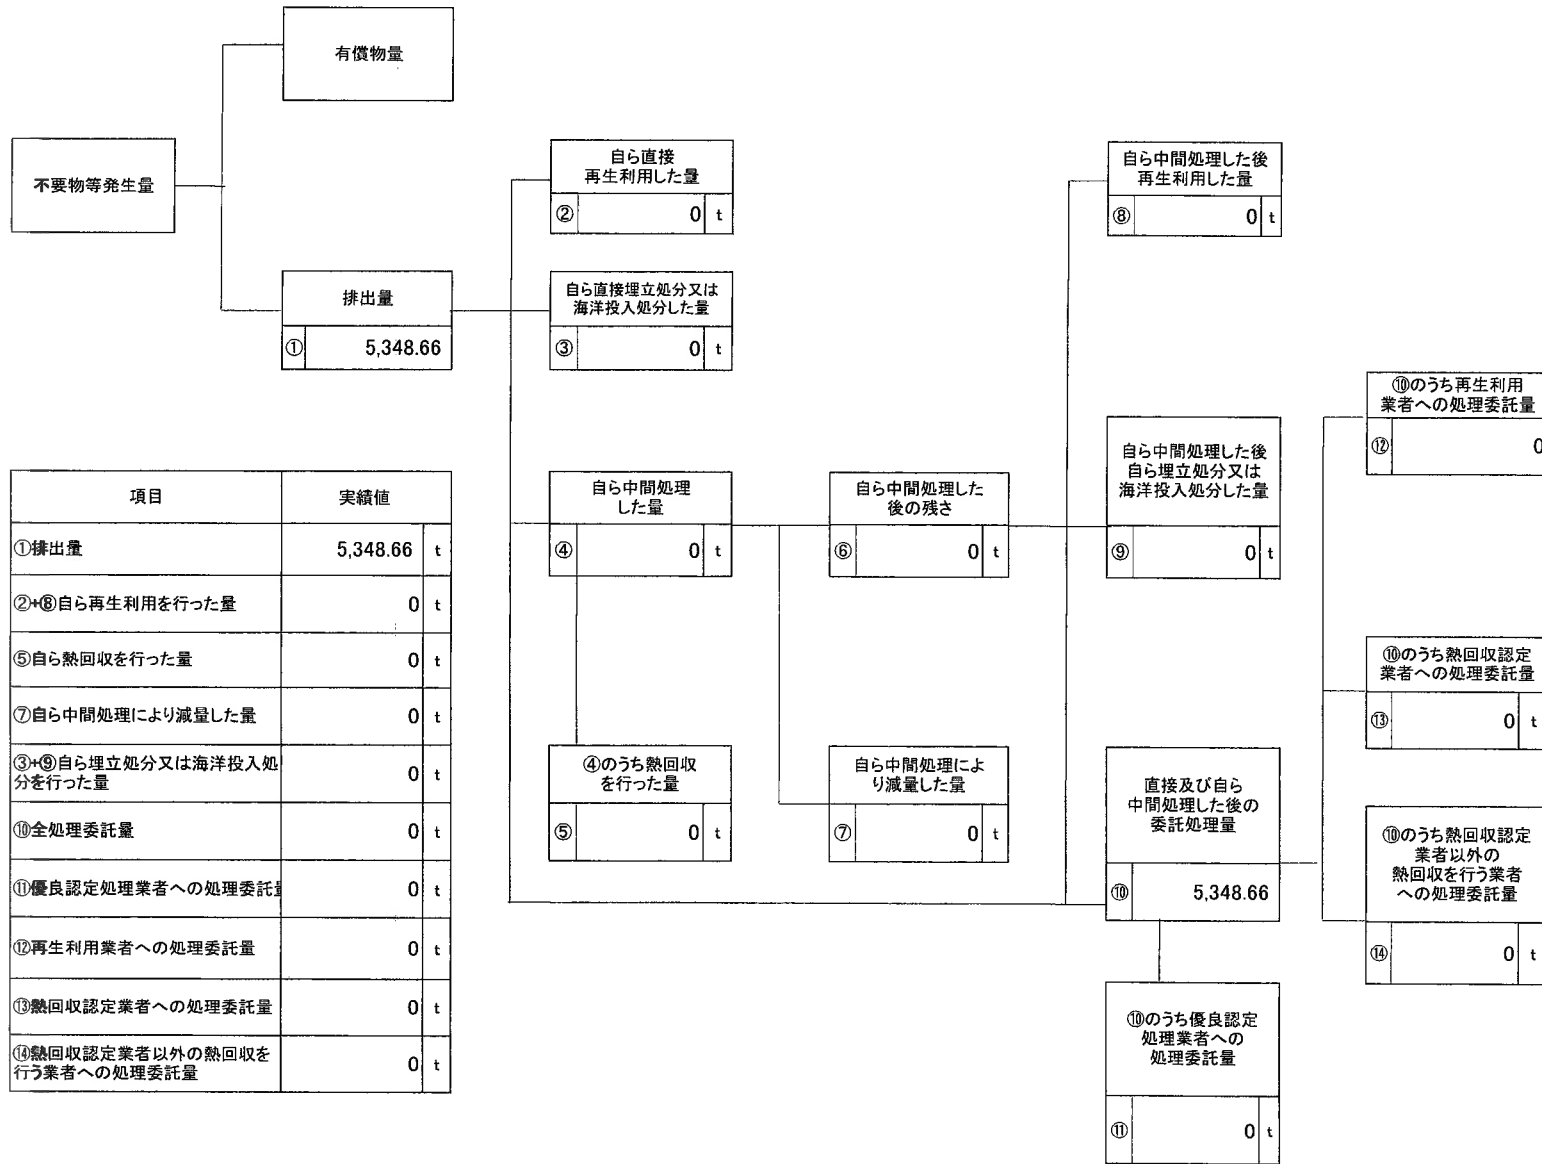 有償物量
不要物等発生量
排出量
① 5,348.66
自ら直接
再生利用した量
② 0 t
自ら直接埋立処分又は
海洋投入処分した量
③ 0 t
自ら中間処理
した量
④ 0 t
④のうち熱回収
を行った量
⑤ 0 t
自ら中間処理した
後の残さ
⑥ 0 t
自ら中間処理によ
り減量した量
⑦ 0 t
自ら中間処理した後
再生利用した量
⑧ 0 t
自ら中間処理した後
自ら埋立処分又は
海洋投入処分した量
⑨ 0 t
直接及び自ら
中間処理した後の
委託処理量
⑩ 5,348.66
⑩のうち優良認定
処理業者への
処理委託量
⑪ 0 t
⑩のうち再生利用
業者への処理委託量
⑫ 0
⑩のうち熱回収認定
業者への処理委託量
⑬ 0 t
⑩のうち熱回収認定
業者以外の
熱回収を行う業者
への処理委託量
⑭ 0 t
項目 実績値
①排出量 5,348.66 t
②+⑧自ら再生利用を行った量 0 t
⑤自ら熱回収を行った量 0 t
⑦自ら中間処理により減量した量 0 t
③+⑨自ら埋立処分又は海洋投入処
分を行った量 0 t
⑩全処理委託量 0 t
⑪優良認定処理業者への処理委託量 0 t
⑫再生利用業者への処理委託量 0 t
⑬熱回収認定業者への処理委託量 0 t
⑭熱回収認定業者以外の熱回収を
行う業者への処理委託量 0 t